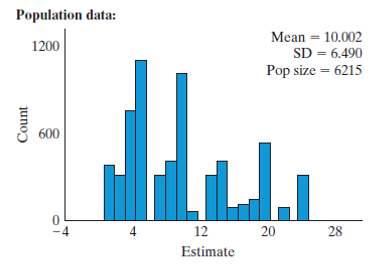 Population data:
Mean = 10.002
SD = 6.490
Pop size = 6215
1200
600
0
Count
−4 4 12 20 28
Estimate